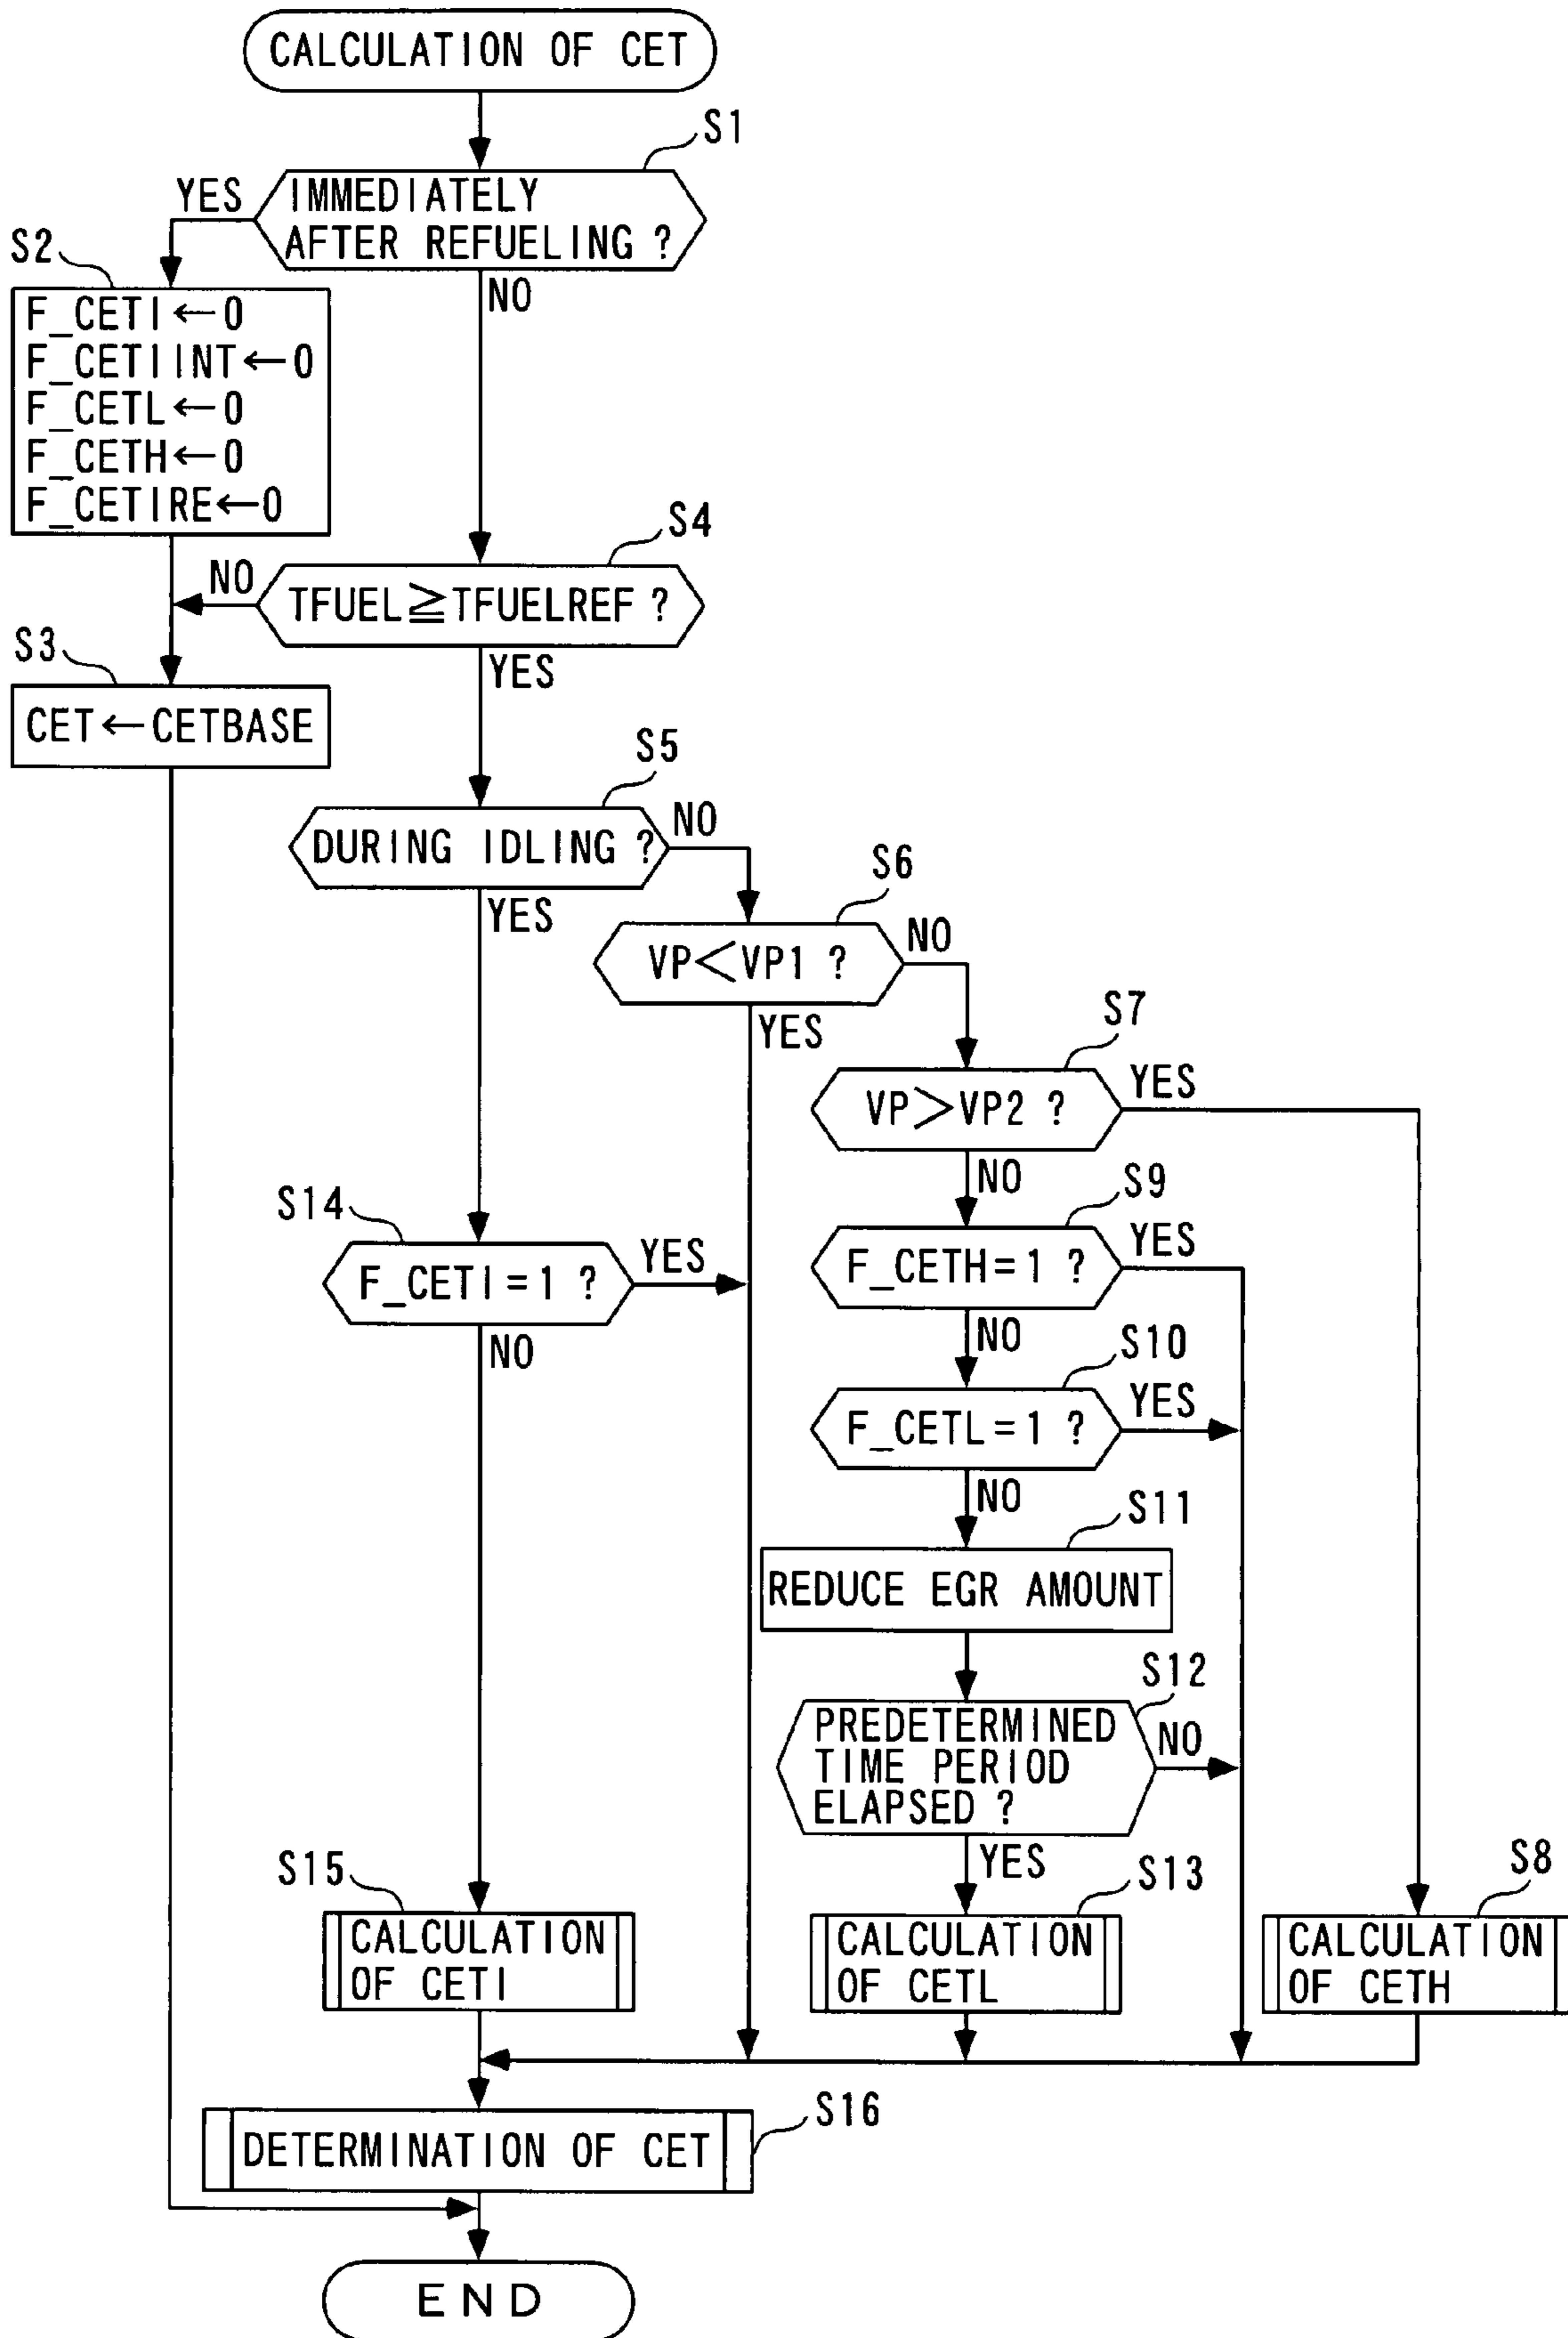 CALCULATION OF CET
S1
YES
IMMEDIATELY
AFTER REFUELING ?
S2
NO
F_CETI←0
F_CETIINT←0
F_CETL←0
F_CETH←0
F_CETIRE←0
S4
NO
TFUEL≧TFUELREF ?
S3
YES
CET←CETBASE
S5
DURING IDLING ?
NO
S6
YES
VP<VP1 ?
NO
S7
YES
VP>VP2 ?
YES
NO
S9
S14
F_CETI=1 ?
YES
F_CETH=1 ?
YES
NO
NO
S10
F_CETL=1 ?
YES
NO
S11
REDUCE EGR AMOUNT
S12
PREDETERMINED
TIME PERIOD
ELAPSED ?
NO
YES
S15
S13
S8
CALCULATION
OF CETI
CALCULATION
OF CETL
CALCULATION
OF CETH
S16
DETERMINATION OF CET
END